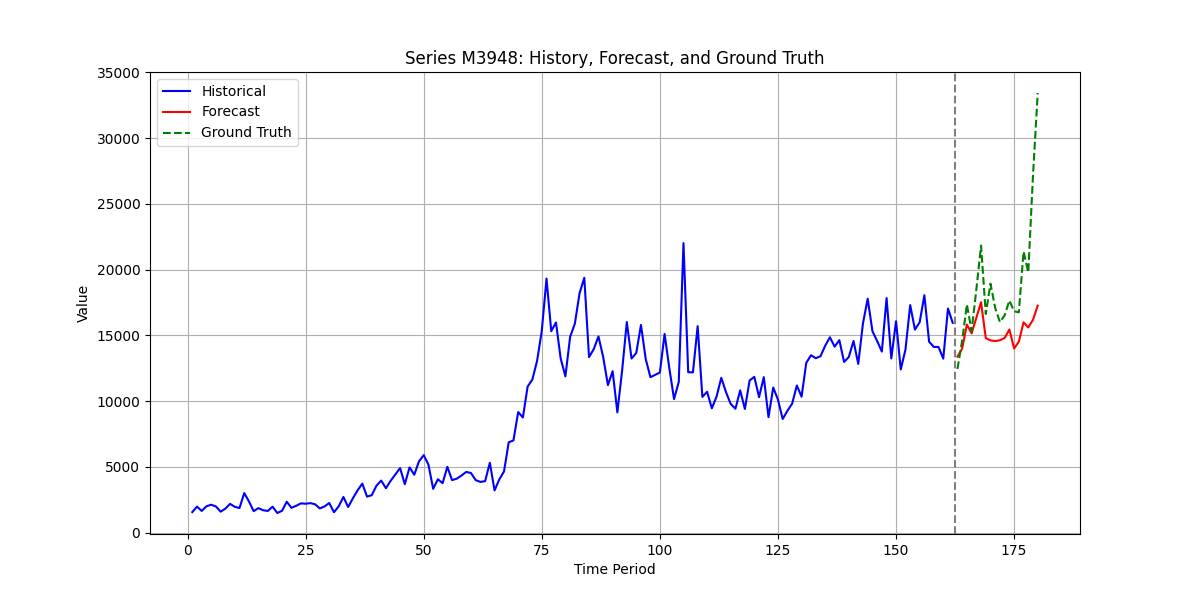 Series M3948: History, Forecast, and Ground Truth
35000
30000
25000
20000
15000
10000
5000
0
Value
Historical
Forecast
Ground Truth
0 25 50 75 100 125 150 175
Time Period